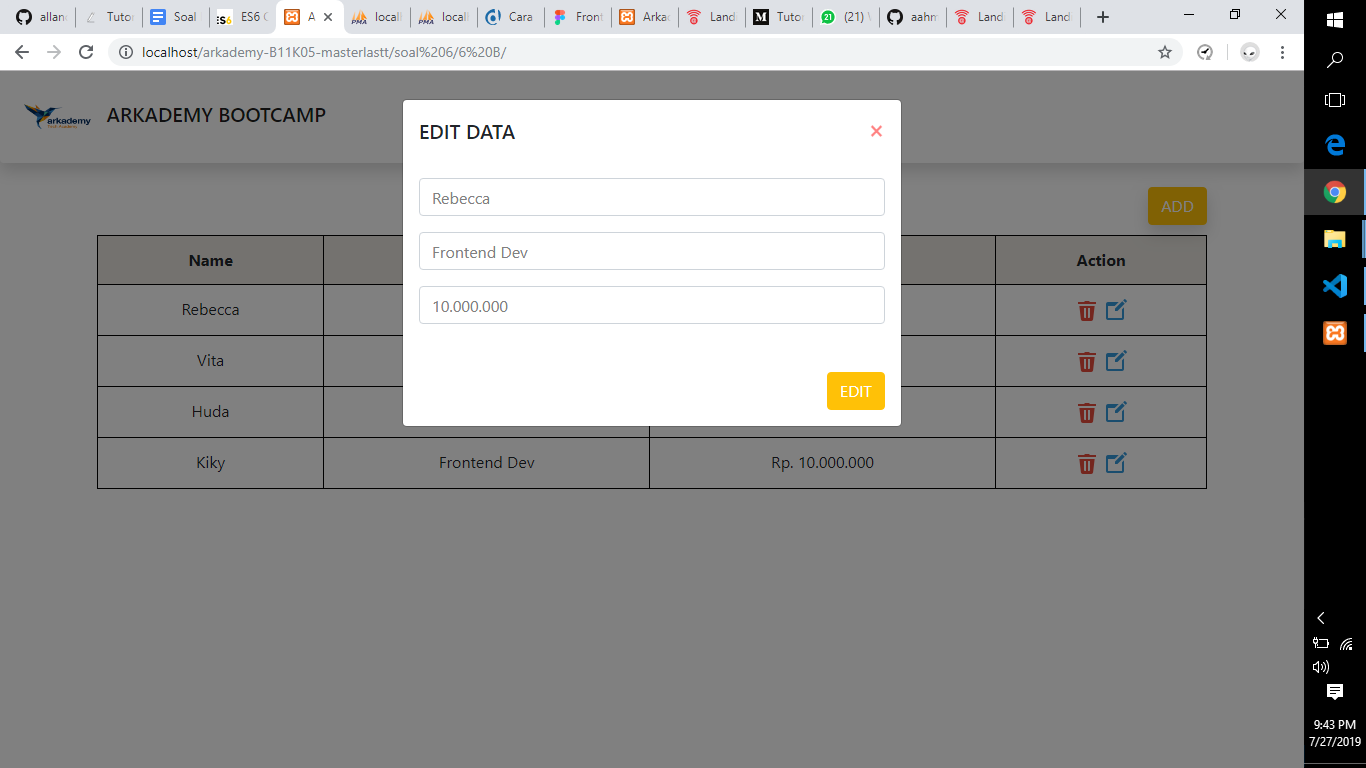 allan
Tutor
Soal
ES6 C
A
local
local
Cara
Front
Arkad
Land
Tutor
(21)
aahm
Land
Land
localhost/arkademy-B11K05-masterlastt/soal%206/6%20B/
arkademy
ARKADEMY BOOTCAMP
EDIT DATA
×
Rebecca
Frontend Dev
10.000.000
EDIT
ADD
Name Action
Rebecca
Vita
Huda
Kiky Frontend Dev Rp. 10.000.000
9:43 PM
7/27/2019